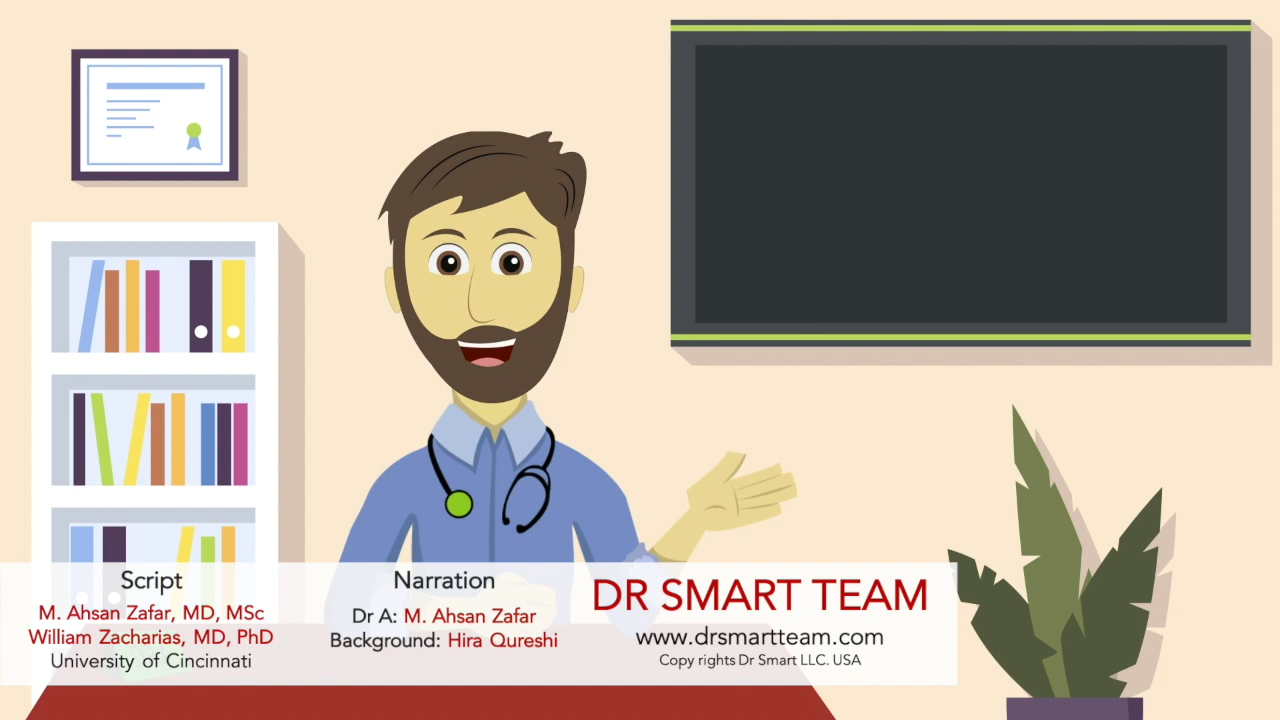 Script
M. Ahsan Zafar, MD, MSc
William Zacharias, MD, PhD
University of Cincinnati
Narration
Dr A: M. Ahsan Zafar
Background: Hira Qureshi
DR SMART TEAM
www.drsmartteam.com
Copy rights Dr Smart LLC. USA